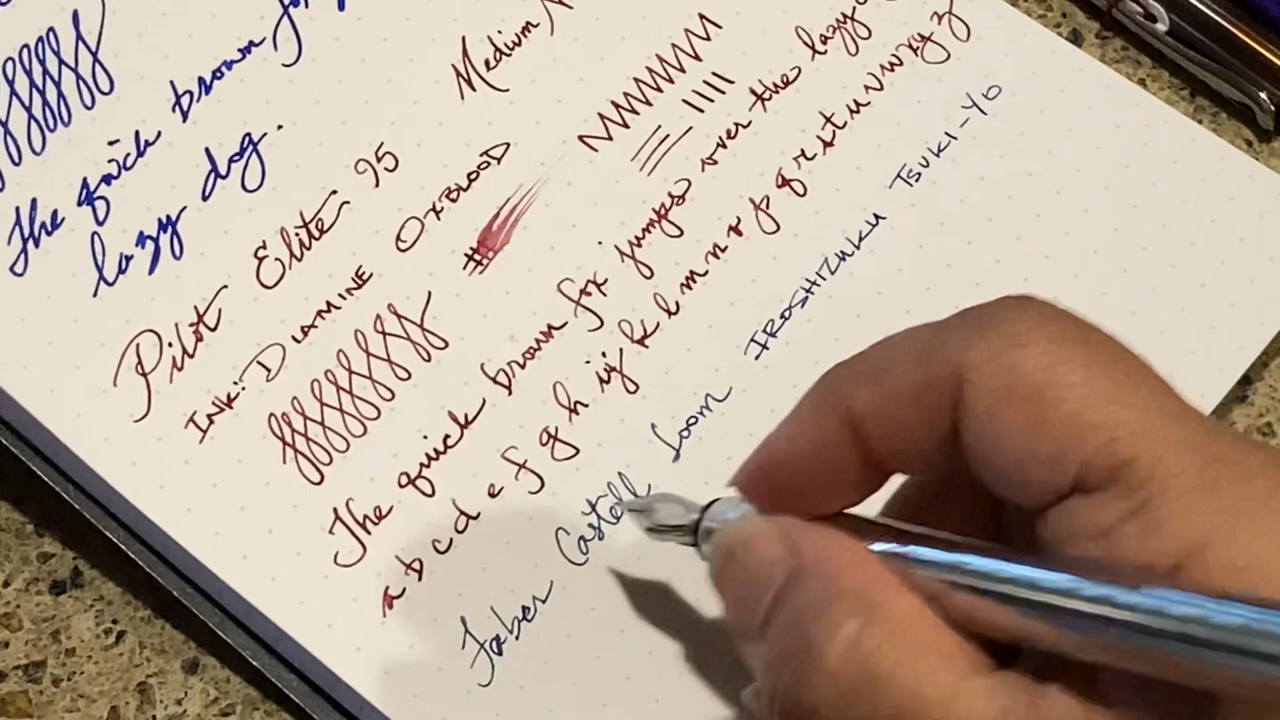 The quick brown
lazy dog.
Medium
Pilot Elite 95
INK: DIAMINE OXBLOOD
The quick brown fox jumps over the lazy
a b c d e f g h i j k l m n o p q r s t u v w x y z
Faber Castell Loom IROSHIZUKU TSUKI-YO